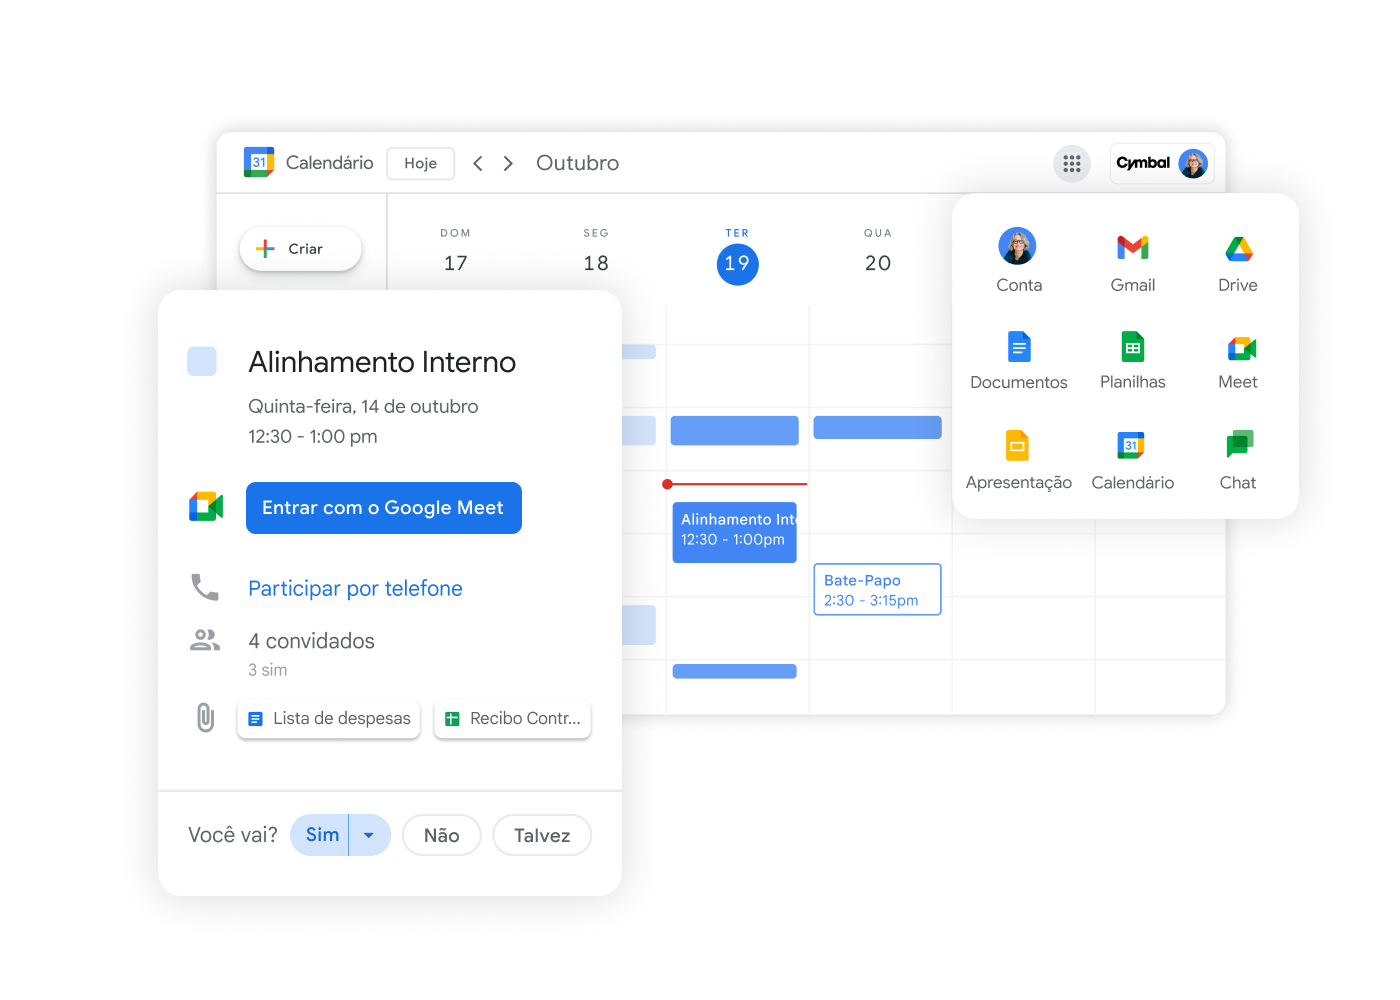 31
Calendário
Hoje
Outubro
Cymbal
Criar
DOM
17
SEG
18
TER
19
QUA
20
Conta
Gmail
Drive
Documentos
Planilhas
Meet
Apresentação
31
Calendário
Chat
Alinhamento Int
12:30 - 1:00pm
Bate-Papo
2:30 - 3:15pm
Alinhamento Interno
Quinta-feira, 14 de outubro
12:30 - 1:00 pm
Entrar com o Google Meet
Participar por telefone
4 convidados
3 sim
Lista de despesas
Recibo Contr...
Você vai?
Sim
Não
Talvez